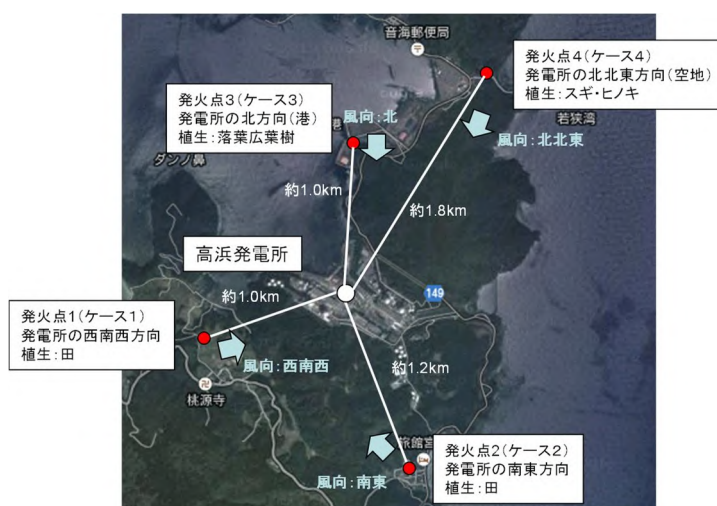 音海郵便局
発火点4(ケース4)
発電所の北北東方向(空地)
植生:スギ・ヒノキ
発火点3(ケース3)
発電所の北方向(港)
植生:落葉広葉樹
風向:北
港
風向:北北東
若狭湾
ダンノ鼻
約1.0km
約1.8km
高浜発電所
約1.0km
149
発火点1(ケース1)
発電所の西南西方向
植生:田
風向:西南西
約1.2km
卍
桃源寺
旅館宮
発火点2(ケース2)
発電所の南東方向
植生:田
風向:南東